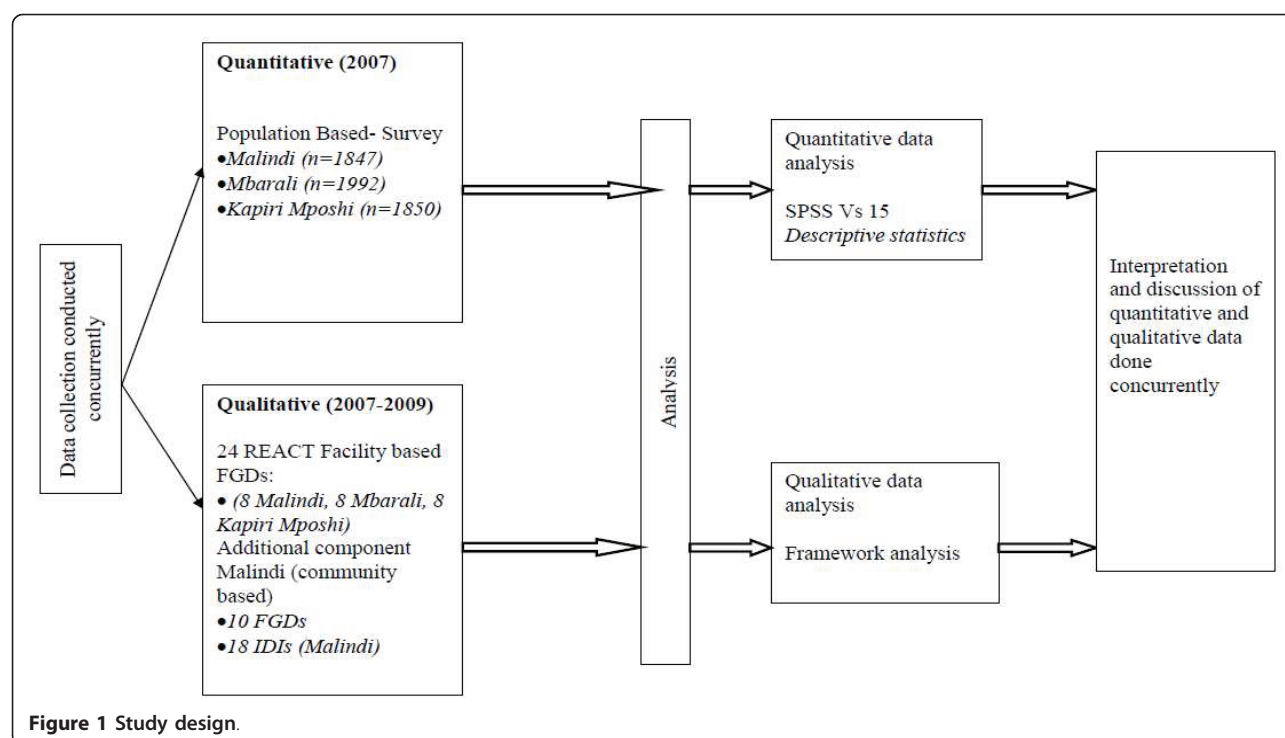 Data collection conducted
concurrently
Quantitative (2007)
Population Based- Survey
•Malindi (n=1847)
•Mbarali (n=1992)
•Kapiri Mposhi (n=1850)
Qualitative (2007-2009)
24 REACT Facility based
FGDs:
• (8 Malindi, 8 Mbarali, 8
Kapiri Mposhi)
Additional component
Malindi (community
based)
•10 FGDs
•18 IDIs (Malindi)
Analysis
Quantitative data
analysis
SPSS Vs 15
Descriptive statistics
Qualitative data
analysis
Framework analysis
Interpretation
and discussion of
quantitative and
qualitative data
done
concurrently
Figure 1 Study design.